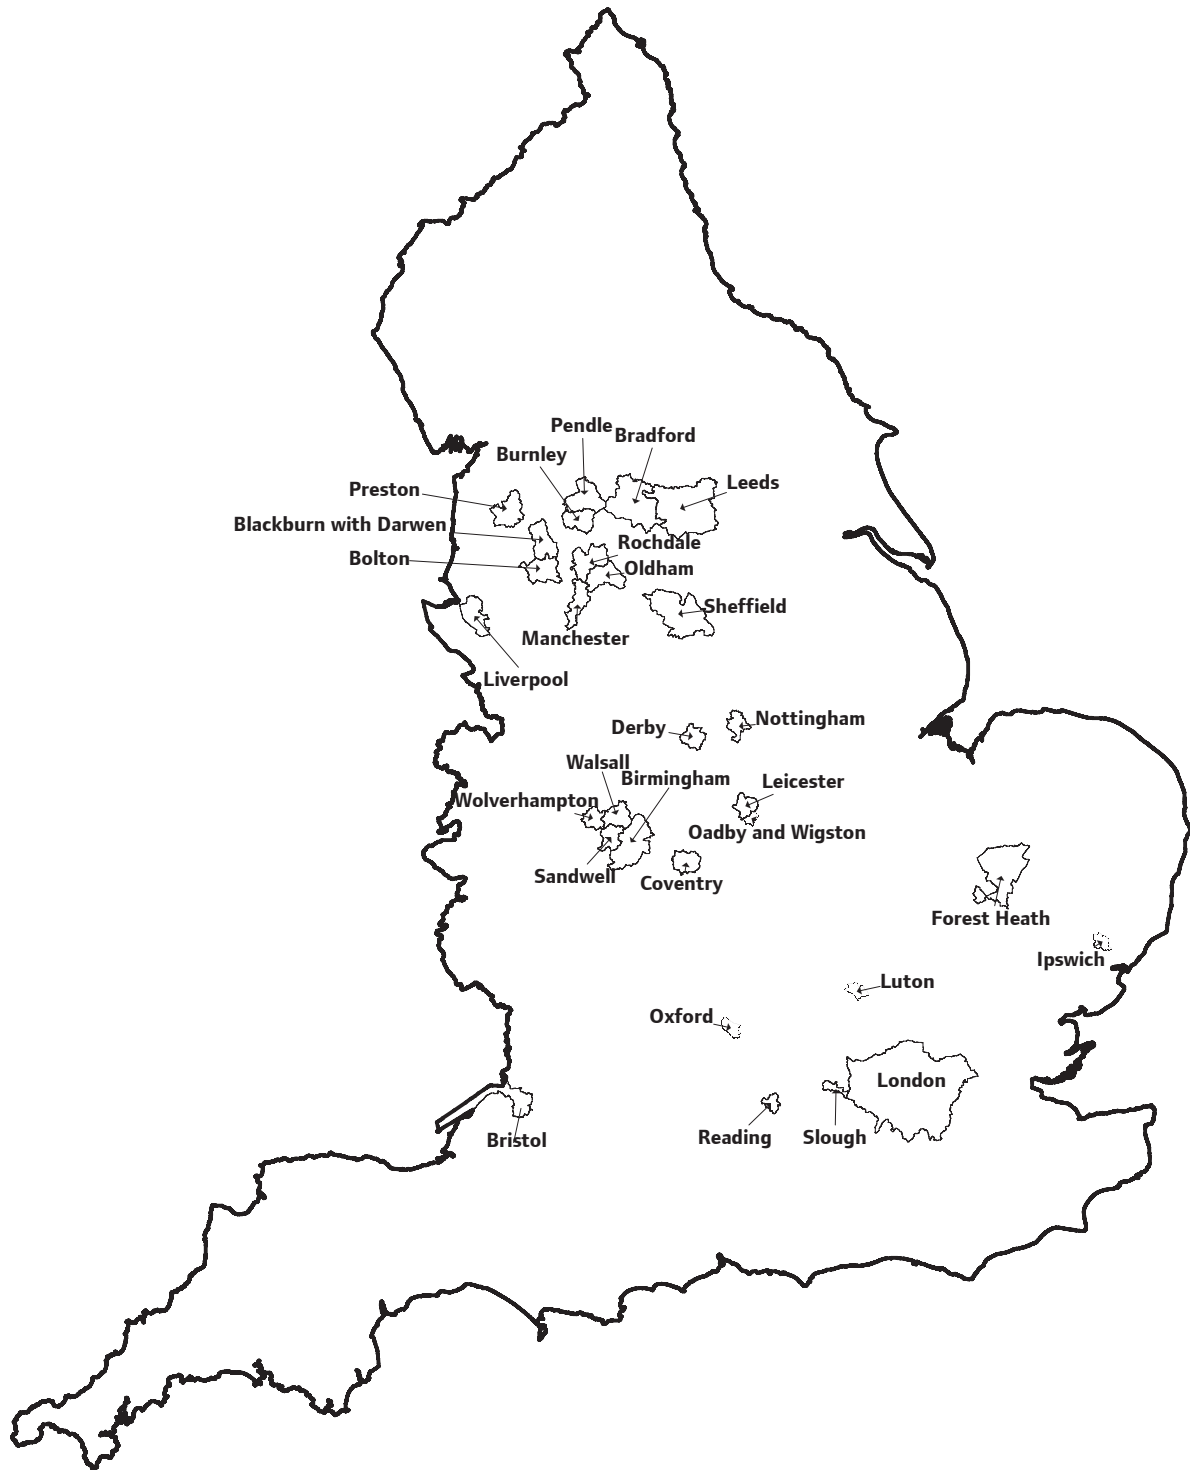 Pendle
Bradford
Burnley
Leeds
Preston
Blackburn with Darwen
Rochdale
Bolton
Oldham
Sheffield
Manchester
Liverpool
Nottingham
Derby
Walsall
Birmingham
Leicester
Wolverhampton
Oadby and Wigston
Sandwell
Coventry
Forest Heath
Ipswich
Luton
Oxford
London
Reading
Slough
Bristol